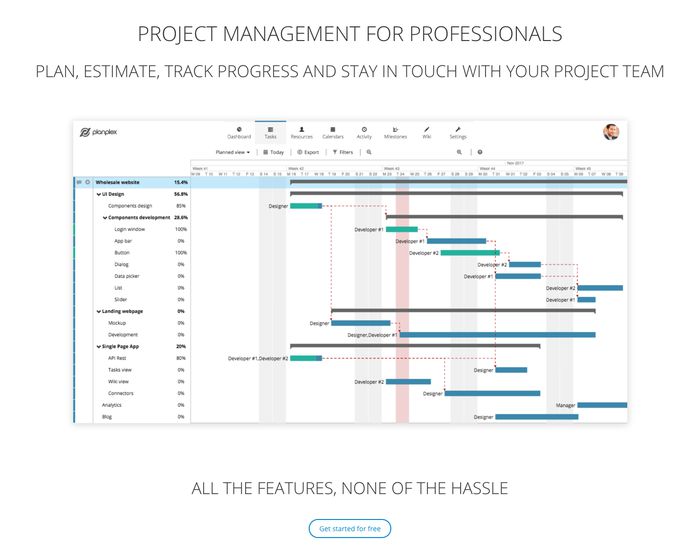 PROJECT MANAGEMENT FOR PROFESSIONALS
PLAN, ESTIMATE, TRACK PROGRESS AND STAY IN TOUCH WITH YOUR PROJECT TEAM
planplex
Dashboard Tasks Resources Calendars Activity Milestones Wiki Settings
Planned view Today Export Filters
Nov 2017
Week 41 Week 42 Week 43 Week 44 Week 45
Wholesale website 15.4%
UI Design 56.8%
Components design 85% Designer
Components development 28.6%
Login window 100% Developer #1
App bar 0% Developer #1
Button 100% Developer #2
Dialog 0% Developer #2
Data picker 0% Developer #1
List 0% Developer #2
Slider 0% Developer #1
Landing webpage 0%
Mockup 0% Designer
Development 0% Designer,Developer #1
Single Page App 20%
API Rest 80% Developer #1,Developer #2
Tasks view 0% Designer
Wiki view 0% Developer #2
Connectors 0% Designer
Analytics 0% Manager
Blog 0% Designer
ALL THE FEATURES, NONE OF THE HASSLE
Get started for free